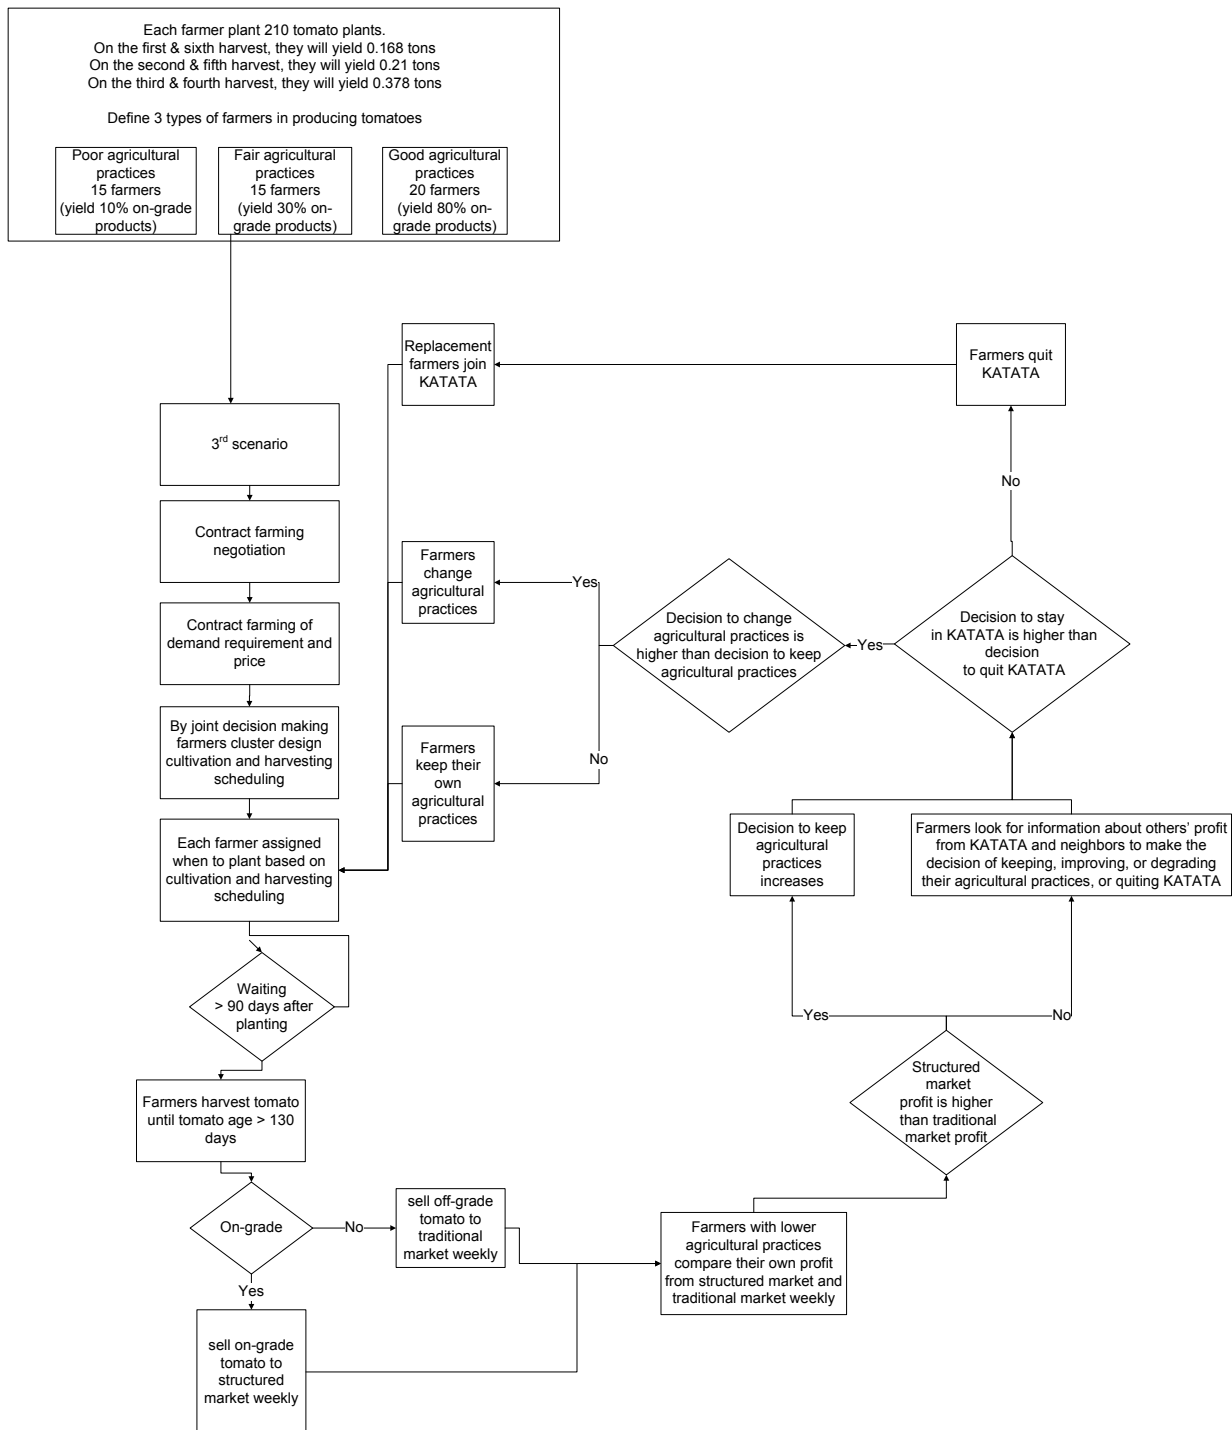 Each farmer plant 210 tomato plants.
On the first & sixth harvest, they will yield 0.168 tons
On the second & fifth harvest, they will yield 0.21 tons
On the third & fourth harvest, they will yield 0.378 tons
Define 3 types of farmers in producing tomatoes
Poor agricultural
practices
15 farmers
(yield 10% on-grade
products)
Fair agricultural
practices
15 farmers
(yield 30% on-
grade products)
Good agricultural
practices
20 farmers
(yield 80% on-
grade products)
Replacement
farmers join
KATATA
Farmers quit
KATATA
3rd scenario
No
Contract farming
negotiation
Farmers
change
agricultural
practices
Yes
Decision to change
agricultural practices is
higher than decision to keep
agricultural practices
Yes
Decision to stay
in KATATA is higher than
decision
to quit KATATA
Contract farming of
demand requirement and
price
By joint decision making
farmers cluster design
cultivation and harvesting
scheduling
Farmers
keep their
own
agricultural
practices
No
Each farmer assigned
when to plant based on
cultivation and harvesting
scheduling
Decision to keep
agricultural
practices
increases
Farmers look for information about others' profit
from KATATA and neighbors to make the
decision of keeping, improving, or degrading
their agricultural practices, or quiting KATATA
Waiting
> 90 days after
planting
Yes
No
Structured
market
profit is higher
than traditional
market profit
Farmers harvest tomato
until tomato age > 130
days
On-grade
No
sell off-grade
tomato to
traditional
market weekly
Farmers with lower
agricultural practices
compare their own profit
from structured market and
traditional market weekly
Yes
sell on-grade
tomato to
structured
market weekly